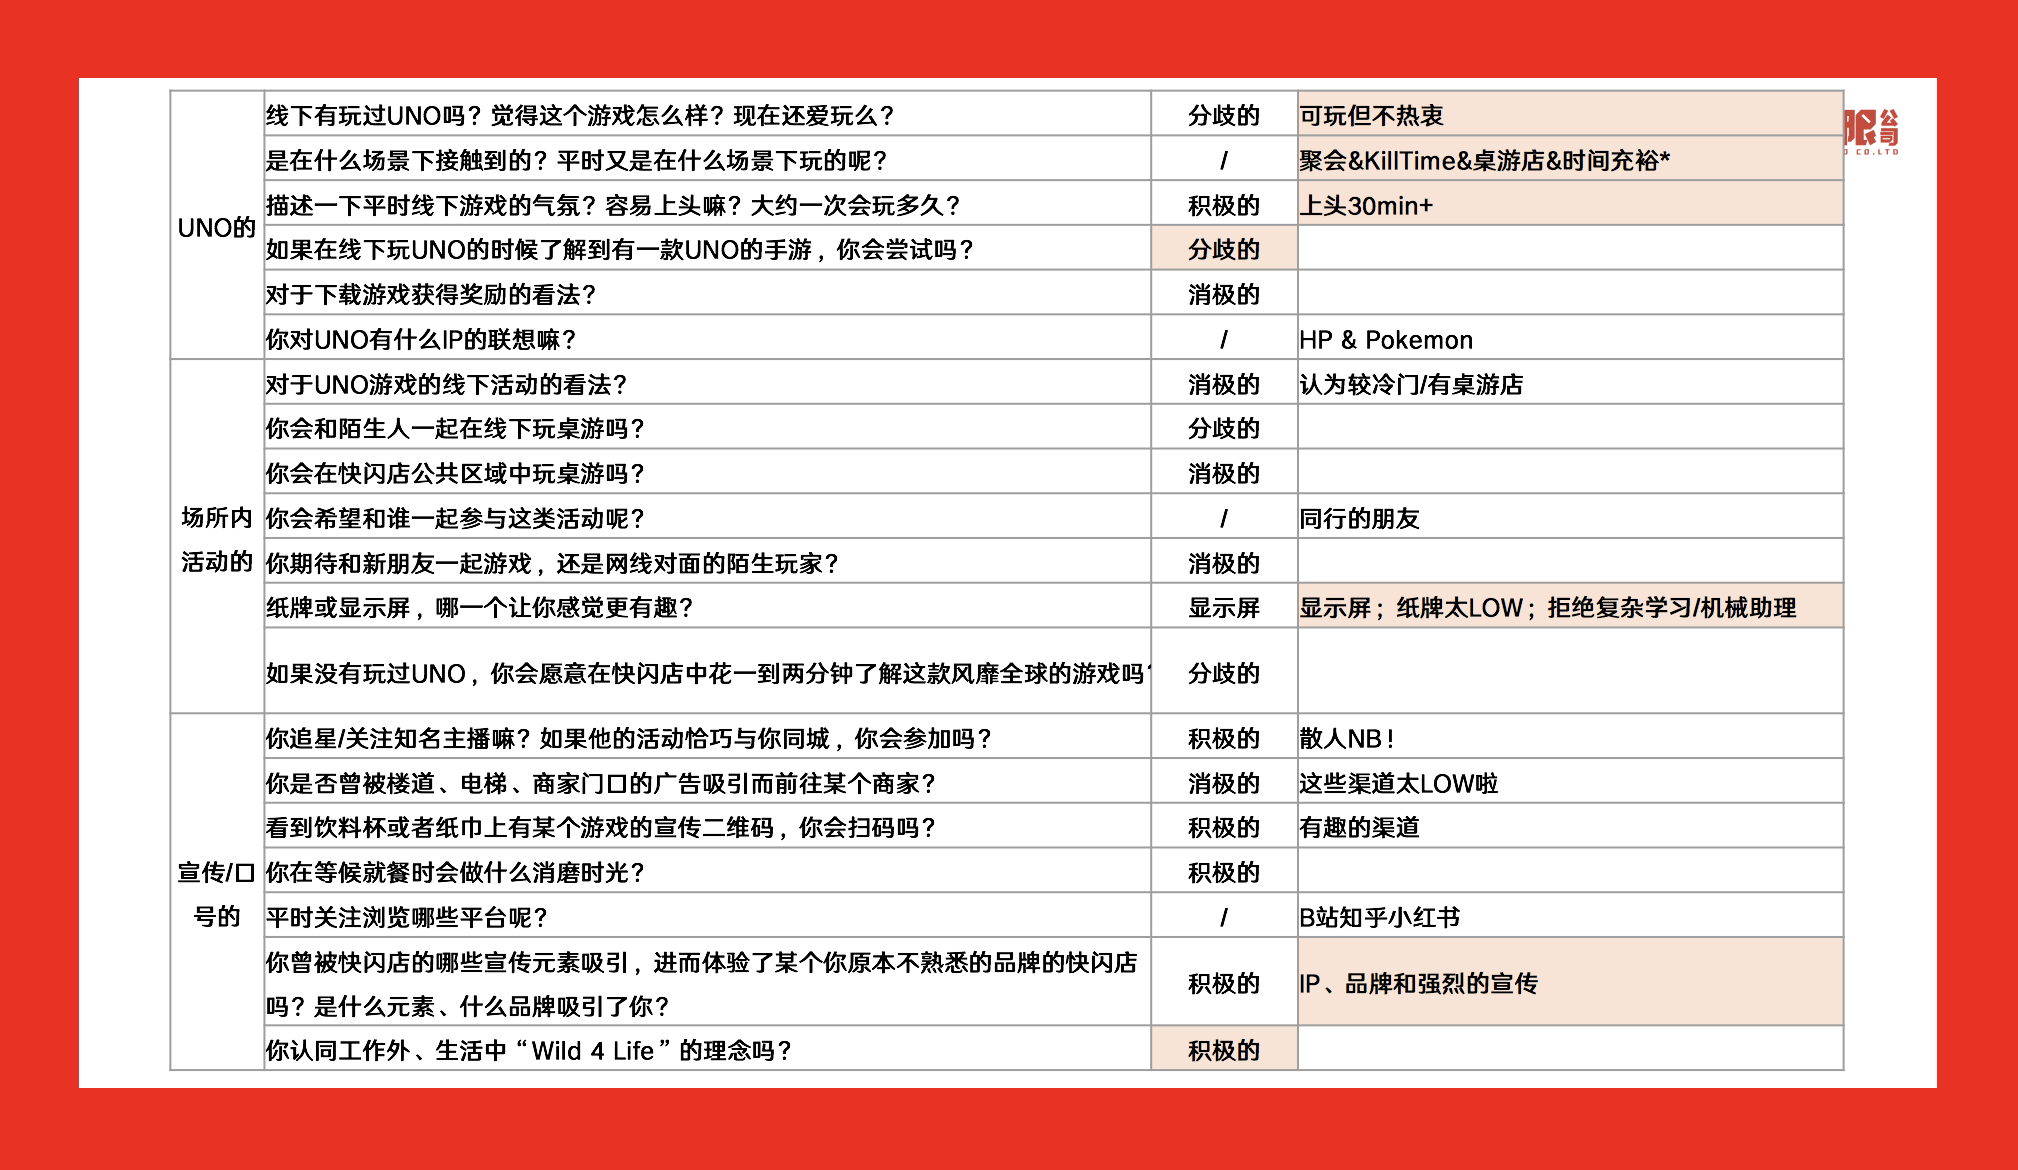 UNO的
线下有玩过UNO吗？觉得这个游戏怎么样？现在还爱玩么？ 分歧的 可玩但不热衷
是在什么场景下接触到的？平时又是在什么场景下玩的呢？ / 聚会&KillTime&桌游店&时间充裕*
描述一下平时线下游戏的气氛？容易上头嘛？大约一次会玩多久？ 积极的 上头30min+
如果在线下玩UNO的时候了解到有一款UNO的手游，你会尝试吗？ 分歧的
对于下载游戏获得奖励的看法？ 消极的
你对UNO有什么IP的联想嘛？ / HP & Pokemon
场所内
活动的
对于UNO游戏的线下活动的看法？ 消极的 认为较冷门/有桌游店
你会和陌生人一起在线下玩桌游吗？ 分歧的
你会在快闪店公共区域中玩桌游吗？ 消极的
你会希望和谁一起参与这类活动呢？ / 同行的朋友
你期待和新朋友一起游戏，还是网线对面的陌生玩家？ 消极的
纸牌或显示屏，哪一个让你感觉更有趣？ 显示屏 显示屏；纸牌太LOW；拒绝复杂学习/机械助理
如果没有玩过UNO，你会愿意在快闪店中花一到两分钟了解这款风靡全球的游戏吗？ 分歧的
宣传/口
号的
你追星/关注知名主播嘛？如果他的活动恰巧与你同城，你会参加吗？ 积极的 散人NB！
你是否曾被楼道、电梯、商家门口的广告吸引而前往某个商家？ 消极的 这些渠道太LOW啦
看到饮料杯或者纸巾上有某个游戏的宣传二维码，你会扫码吗？ 积极的 有趣的渠道
你在等候就餐时会做什么消磨时光？ 积极的
平时关注浏览哪些平台呢？ / B站知乎小红书
你曾被快闪店的哪些宣传元素吸引，进而体验了某个你原本不熟悉的品牌的快闪店
吗？是什么元素、什么品牌吸引了你？ 积极的 IP、品牌和强烈的宣传
你认同工作外、生活中“Wild 4 Life”的理念吗？ 积极的
公司
CO.LTD